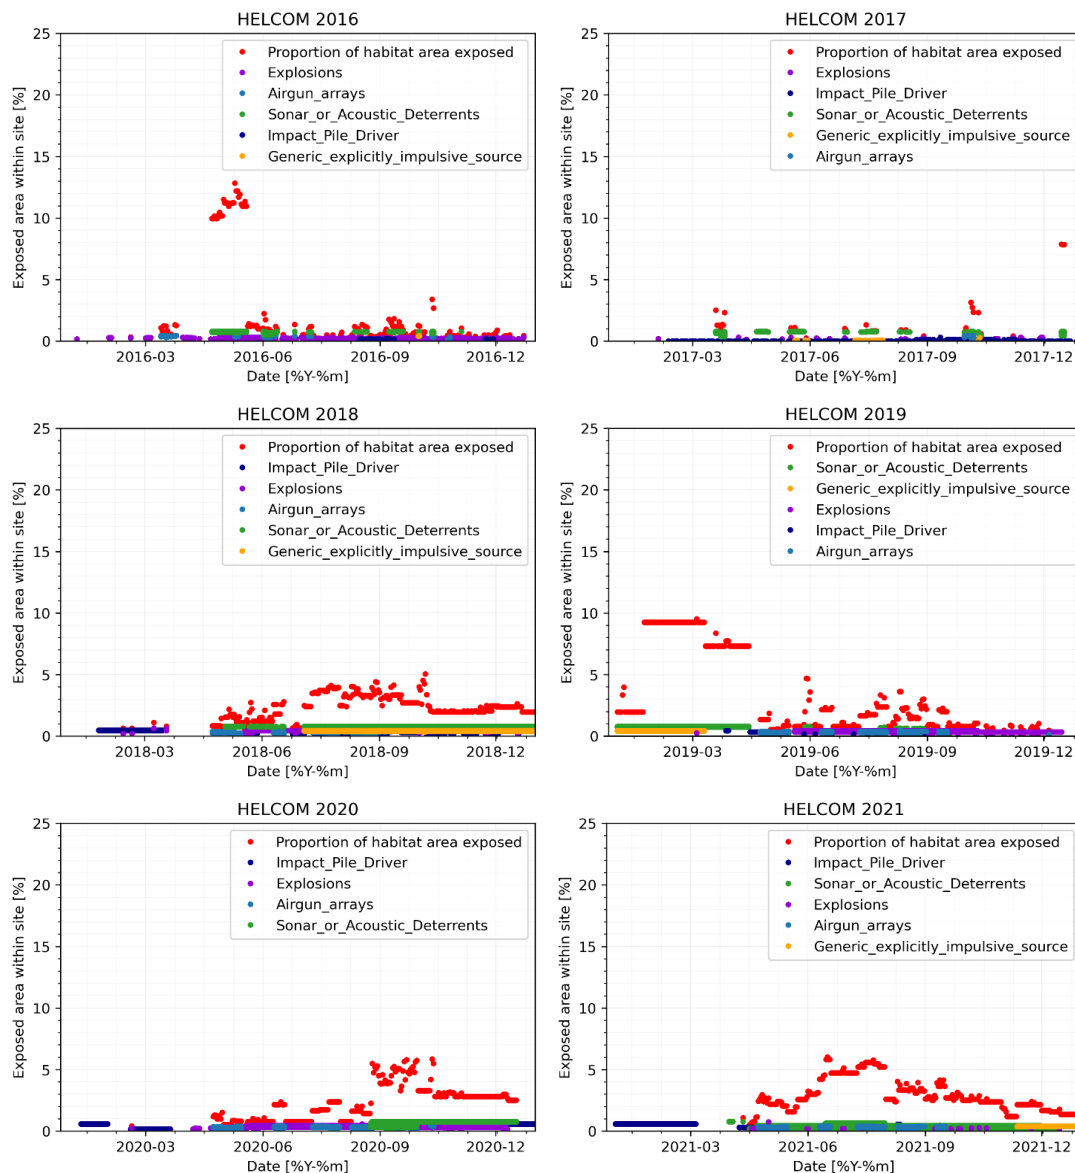 HELCOM 2016
25
20
15
10
5
0
Exposed area within site [%]
Proportion of habitat area exposed
Explosions
Airgun_arrays
Sonar_or_Acoustic_Deterrents
Impact_Pile_Driver
Generic_explicitly_impulsive_source
2016-03
2016-06
2016-09
2016-12
Date [%Y-%m]
HELCOM 2017
25
20
15
10
5
0
Exposed area within site [%]
Proportion of habitat area exposed
Explosions
Impact_Pile_Driver
Sonar_or_Acoustic_Deterrents
Generic_explicitly_impulsive_source
Airgun_arrays
2017-03
2017-06
2017-09
2017-12
Date [%Y-%m]
HELCOM 2018
25
20
15
10
5
0
Exposed area within site [%]
Proportion of habitat area exposed
Impact_Pile_Driver
Explosions
Airgun_arrays
Sonar_or_Acoustic_Deterrents
Generic_explicitly_impulsive_source
2018-03
2018-06
2018-09
2018-12
Date [%Y-%m]
HELCOM 2019
25
20
15
10
5
0
Exposed area within site [%]
Proportion of habitat area exposed
Sonar_or_Acoustic_Deterrents
Generic_explicitly_impulsive_source
Explosions
Impact_Pile_Driver
Airgun_arrays
2019-03
2019-06
2019-09
2019-12
Date [%Y-%m]
HELCOM 2020
25
20
15
10
5
0
Exposed area within site [%]
Proportion of habitat area exposed
Impact_Pile_Driver
Explosions
Airgun_arrays
Sonar_or_Acoustic_Deterrents
2020-03
2020-06
2020-09
2020-12
Date [%Y-%m]
HELCOM 2021
25
20
15
10
5
0
Exposed area within site [%]
Proportion of habitat area exposed
Impact_Pile_Driver
Sonar_or_Acoustic_Deterrents
Explosions
Airgun_arrays
Generic_explicitly_impulsive_source
2021-03
2021-06
2021-09
2021-12
Date [%Y-%m]